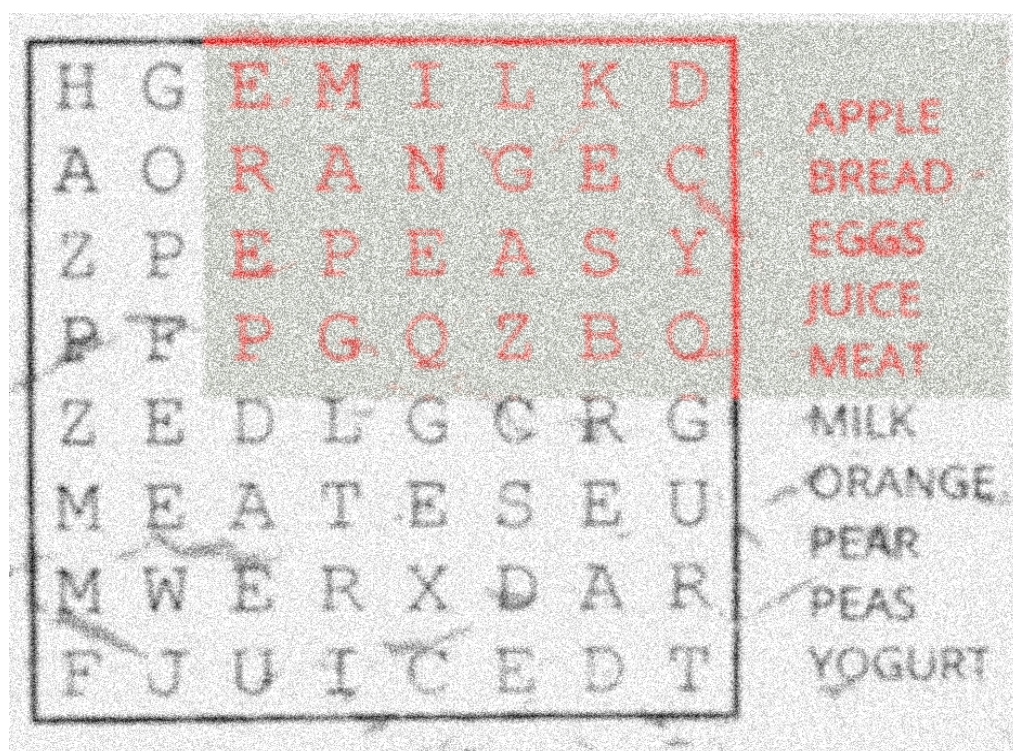 H G E M I L K D
A O R A N G E C
Z P E P E A S Y
P F P G Q Z B O
Z E D L G C R G
M E A T E S E U
M W E R X D A R
F J U I C E D T
APPLE
BREAD
EGGS
JUICE
MEAT
MILK
ORANGE
PEAR
PEAS
YOGURT